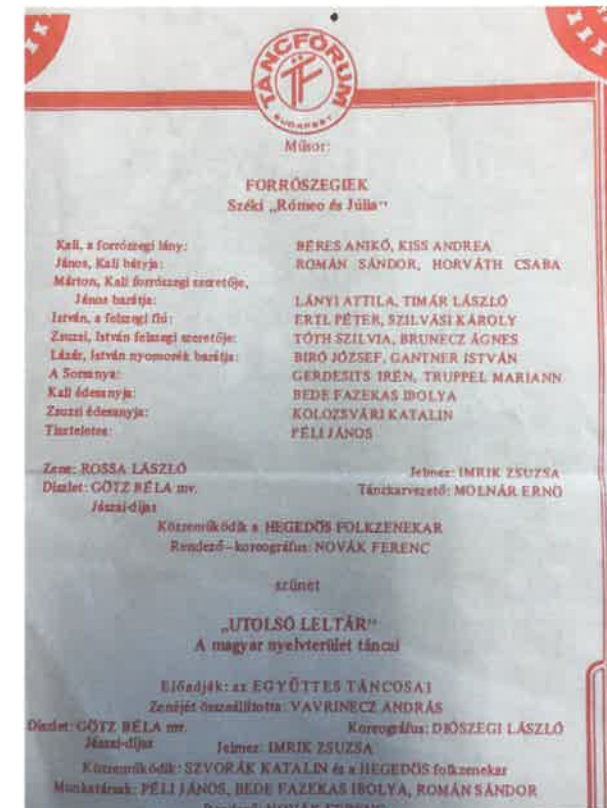 TÁNCFÓRUM
BUDAPEST
Műsor:
FORRÓSZEGIEK
Széki „Rómeo és Júlia”
Kali, a forrószegi lány: BÉRES ANIKÓ, KISS ANDREA
János, Kali bátyja: ROMÁN SÁNDOR, HORVÁTH CSABA
Márton, Kali forrószegi szeretője,
János barátja: LÁNYI ATTILA, TIMÁR LÁSZLÓ
István, a felszegi fiú: ERTL PÉTER, SZILVÁSI KÁROLY
Zsuzsi, István felszegi szeretője: TÓTH SZILVIA, BRUNECZ ÁGNES
Lázár, István nyomorék barátja: BIRÓ JÓZSEF, GANTNER ISTVÁN
A Sorsanya: GERDESITS IRÉN, TRUPPEL MARIANN
Kali édesanyja: BEDE FAZEKAS IBOLYA
Zsuzsi édesanyja: KOLOZSVÁRI KATALIN
Tiszteletes: PÉLI JÁNOS
Zene: ROSSA LÁSZLÓ Jelmez: IMRIK ZSUZSA
Díszlet: GÖTZ BÉLA mv. Tánckarvezető: MOLNÁR ERNŐ
Jászai-díjas
Közreműködik a HEGEDŐS FOLKZENEKAR
Rendező–koreográfus: NOVÁK FERENC
szünet
„UTOLSÓ LELTÁR”
A magyar nyelvterület táncai
Előadják: az EGYÜTTES TÁNCOSAI
Zenéjét összeállította: VAVRINECZ ANDRÁS
Díszlet: GÖTZ BÉLA mv. Koreográfus: DIÓSZEGI LÁSZLÓ
Jászai-díjas Jelmez: IMRIK ZSUZSA
Közreműködik: SZVORÁK KATALIN és a HEGEDŐS folkzenekar
Munkatársak: PÉLI JÁNOS, BEDE FAZEKAS IBOLYA, ROMÁN SÁNDOR
Rendező: NOVÁK FERENC